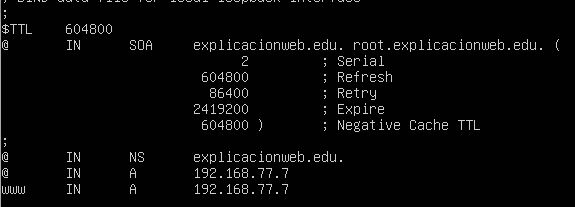 ; BIND data file for local loopback interface
;
$TTL 604800
@ IN SOA explicacionweb.edu. root.explicacionweb.edu. (
2 ; Serial
604800 ; Refresh
86400 ; Retry
2419200 ; Expire
604800 ) ; Negative Cache TTL
;
@ IN NS explicacionweb.edu.
@ IN A 192.168.77.7
www IN A 192.168.77.7